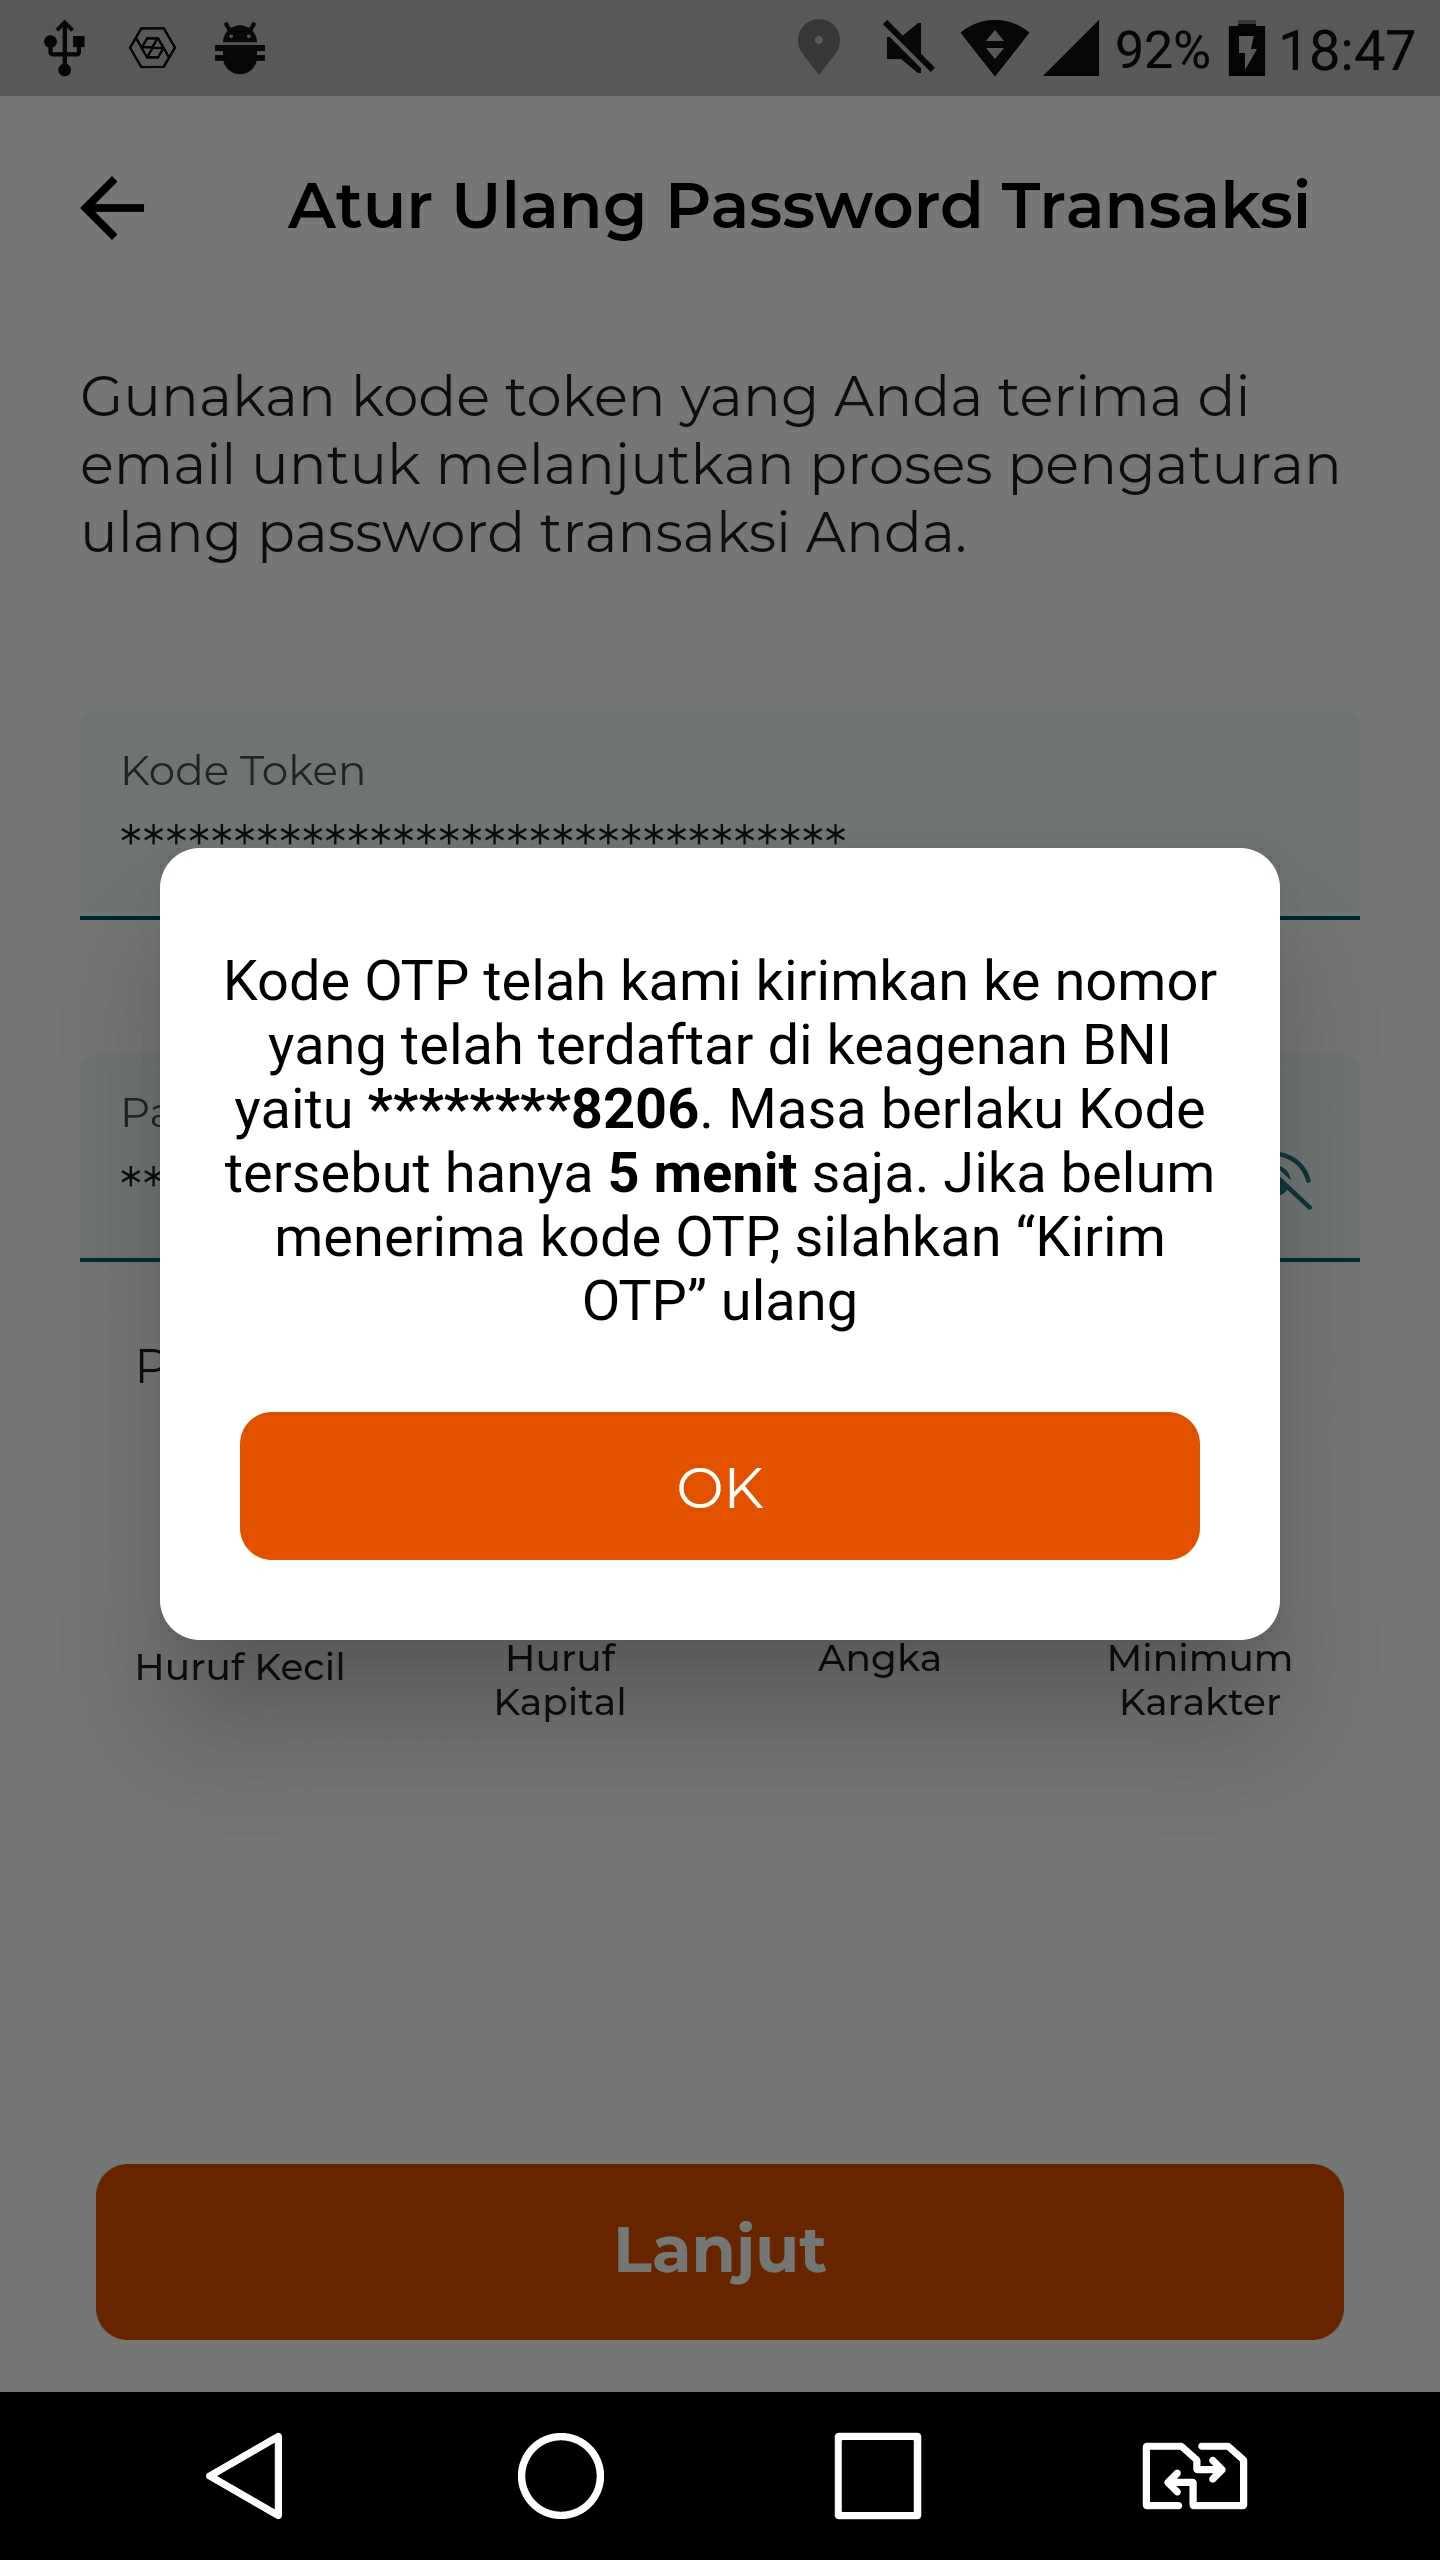 92% 18:47
Atur Ulang Password Transaksi
Gunakan kode token yang Anda terima di
email untuk melanjutkan proses pengaturan
ulang password transaksi Anda.
Kode Token
********************************
Kode OTP telah kami kirimkan ke nomor
yang telah terdaftar di keagenan BNI
yaitu ********8206. Masa berlaku Kode
tersebut hanya 5 menit saja. Jika belum
menerima kode OTP, silahkan “Kirim
OTP” ulang
OK
Huruf Kecil
Huruf
Kapital
Angka
Minimum
Karakter
Lanjut